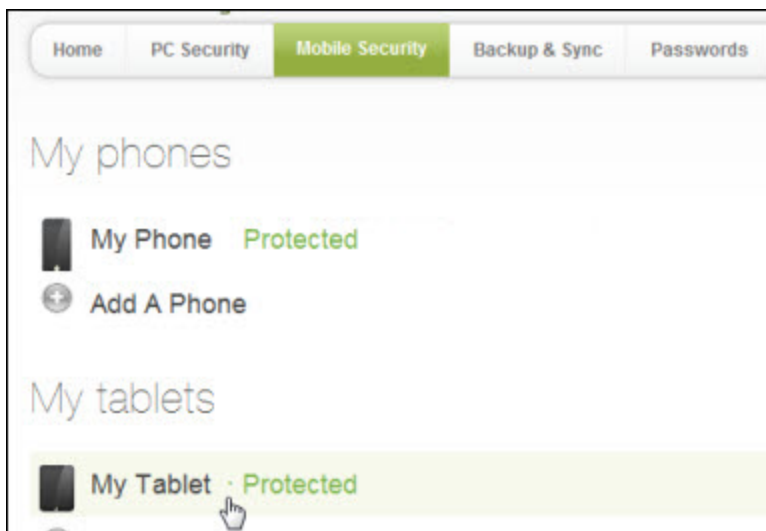 Home PC Security Mobile Security Backup & Sync Passwords
My phones
My Phone Protected
Add A Phone
My tablets
My Tablet · Protected